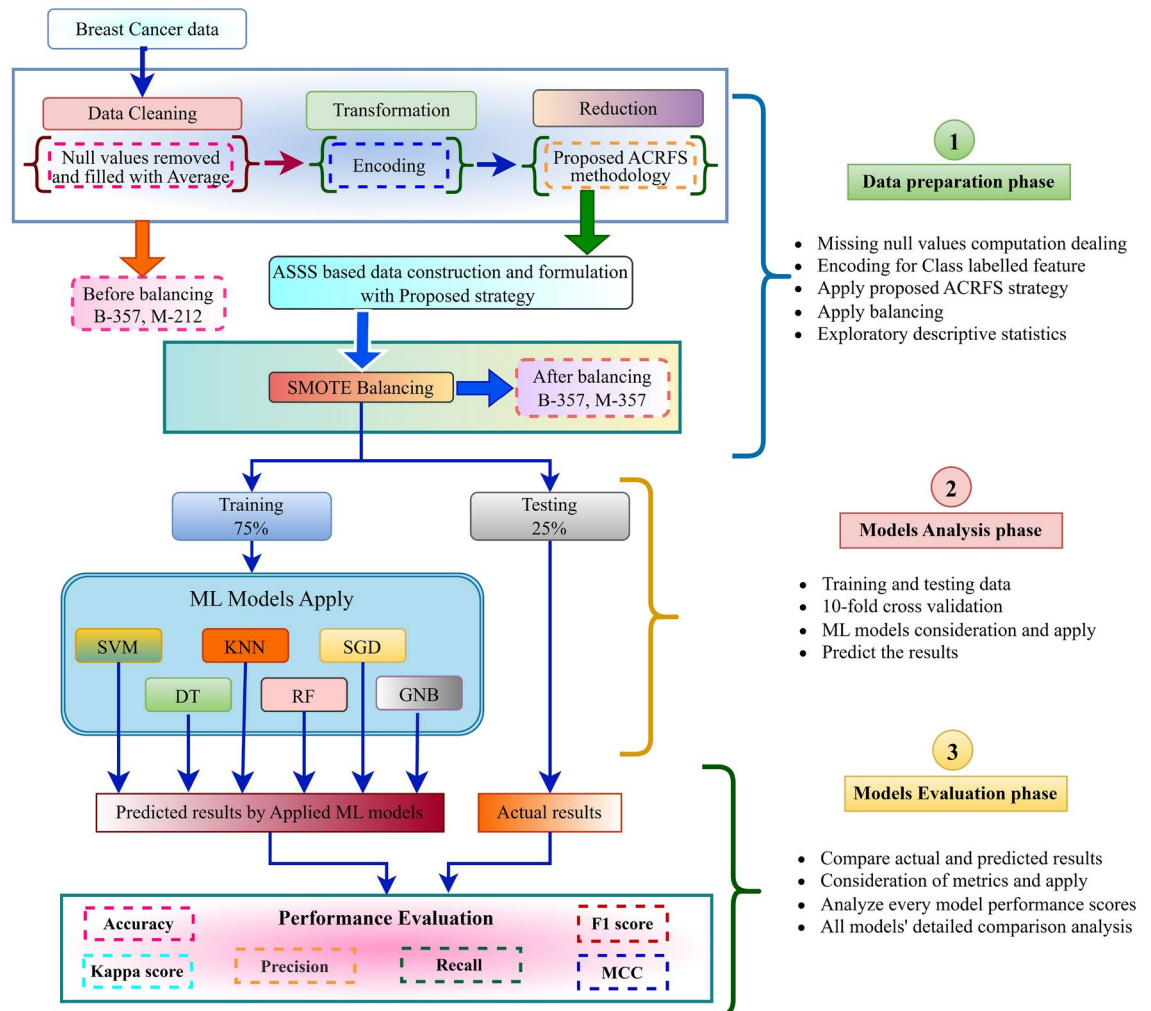 Breast Cancer data
Data Cleaning
Transformation
Reduction
Null values removed
and filled with Average
Encoding
Proposed ACRFS
methodology
Before balancing
B-357, M-212
ASSS based data construction and formulation
with Proposed strategy
SMOTE Balancing
After balancing
B-357, M-357
1
Data preparation phase
• Missing null values computation dealing
• Encoding for Class labelled feature
• Apply proposed ACRFS strategy
• Apply balancing
• Exploratory descriptive statistics
Training
75%
Testing
25%
ML Models Apply
SVM
KNN
SGD
DT
RF
GNB
2
Models Analysis phase
• Training and testing data
• 10-fold cross validation
• ML models consideration and apply
• Predict the results
Predicted results by Applied ML models
Actual results
3
Models Evaluation phase
• Compare actual and predicted results
• Consideration of metrics and apply
• Analyze every model performance scores
• All models' detailed comparison analysis
Performance Evaluation
Accuracy
F1 score
Kappa score
Precision
Recall
MCC